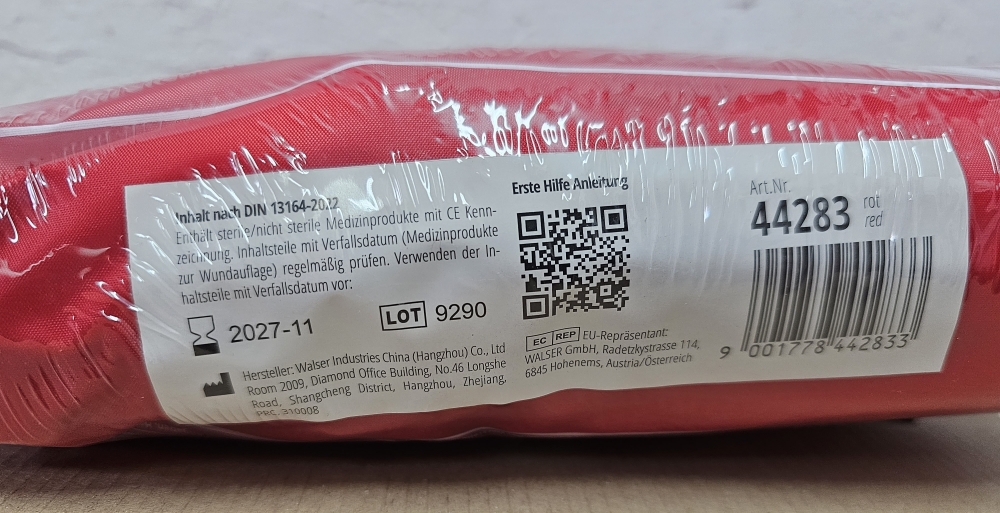 Inhalt nach DIN 13164-2022
Enthält sterile/nicht sterile Medizinprodukte mit CE Kenn-
zeichnung. Inhaltsteile mit Verfallsdatum (Medizinprodukte
zur Wundauflage) regelmäßig prüfen. Verwenden der In-
haltsteile mit Verfallsdatum vor:
2027-11
LOT 9290
Hersteller: Walser Industries China (Hangzhou) Co., Ltd
Room 2009, Diamond Office Building, No.46 Longshe
Road, Shangcheng District, Hangzhou, Zhejiang,
PRC. 310008
Erste Hilfe Anleitung
EC REP EU-Repräsentant:
WALSER GmbH, Radetzkystrasse 114,
6845 Hohenems, Austria/Österreich
Art.Nr.
44283 rot
red
9 001778 442833